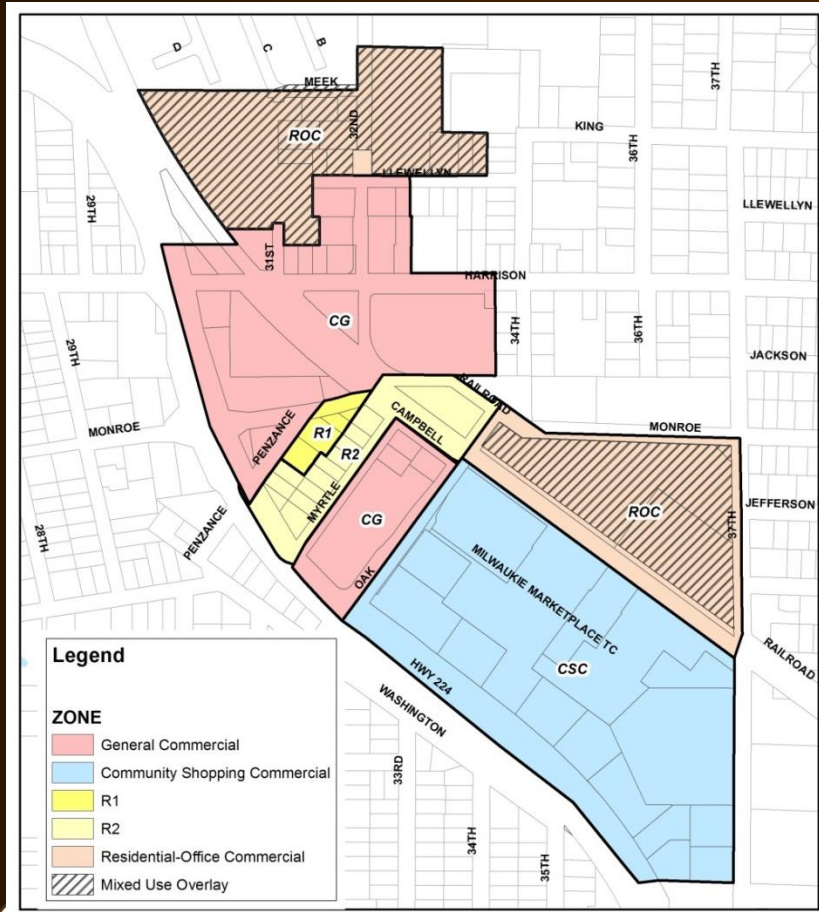 D
C
B
MEEK
37TH
ROC
32ND
KING
36TH
LLEWELLYN
29TH
LLEWELLYN
31ST
HARRISON
CG
34TH
36TH
29TH
JACKSON
RAILROAD
MONROE
CAMPBELL
MONROE
PENZANCE
R1
R2
MYRTLE
ROC
JEFFERSON
37TH
28TH
PENZANCE
CG
OAK
MILWAUKIE MARKETPLACE TC
CSC
RAILROAD
HWY 224
WASHINGTON
33RD
34TH
35TH
Legend
ZONE
General Commercial
Community Shopping Commercial
R1
R2
Residential-Office Commercial
Mixed Use Overlay